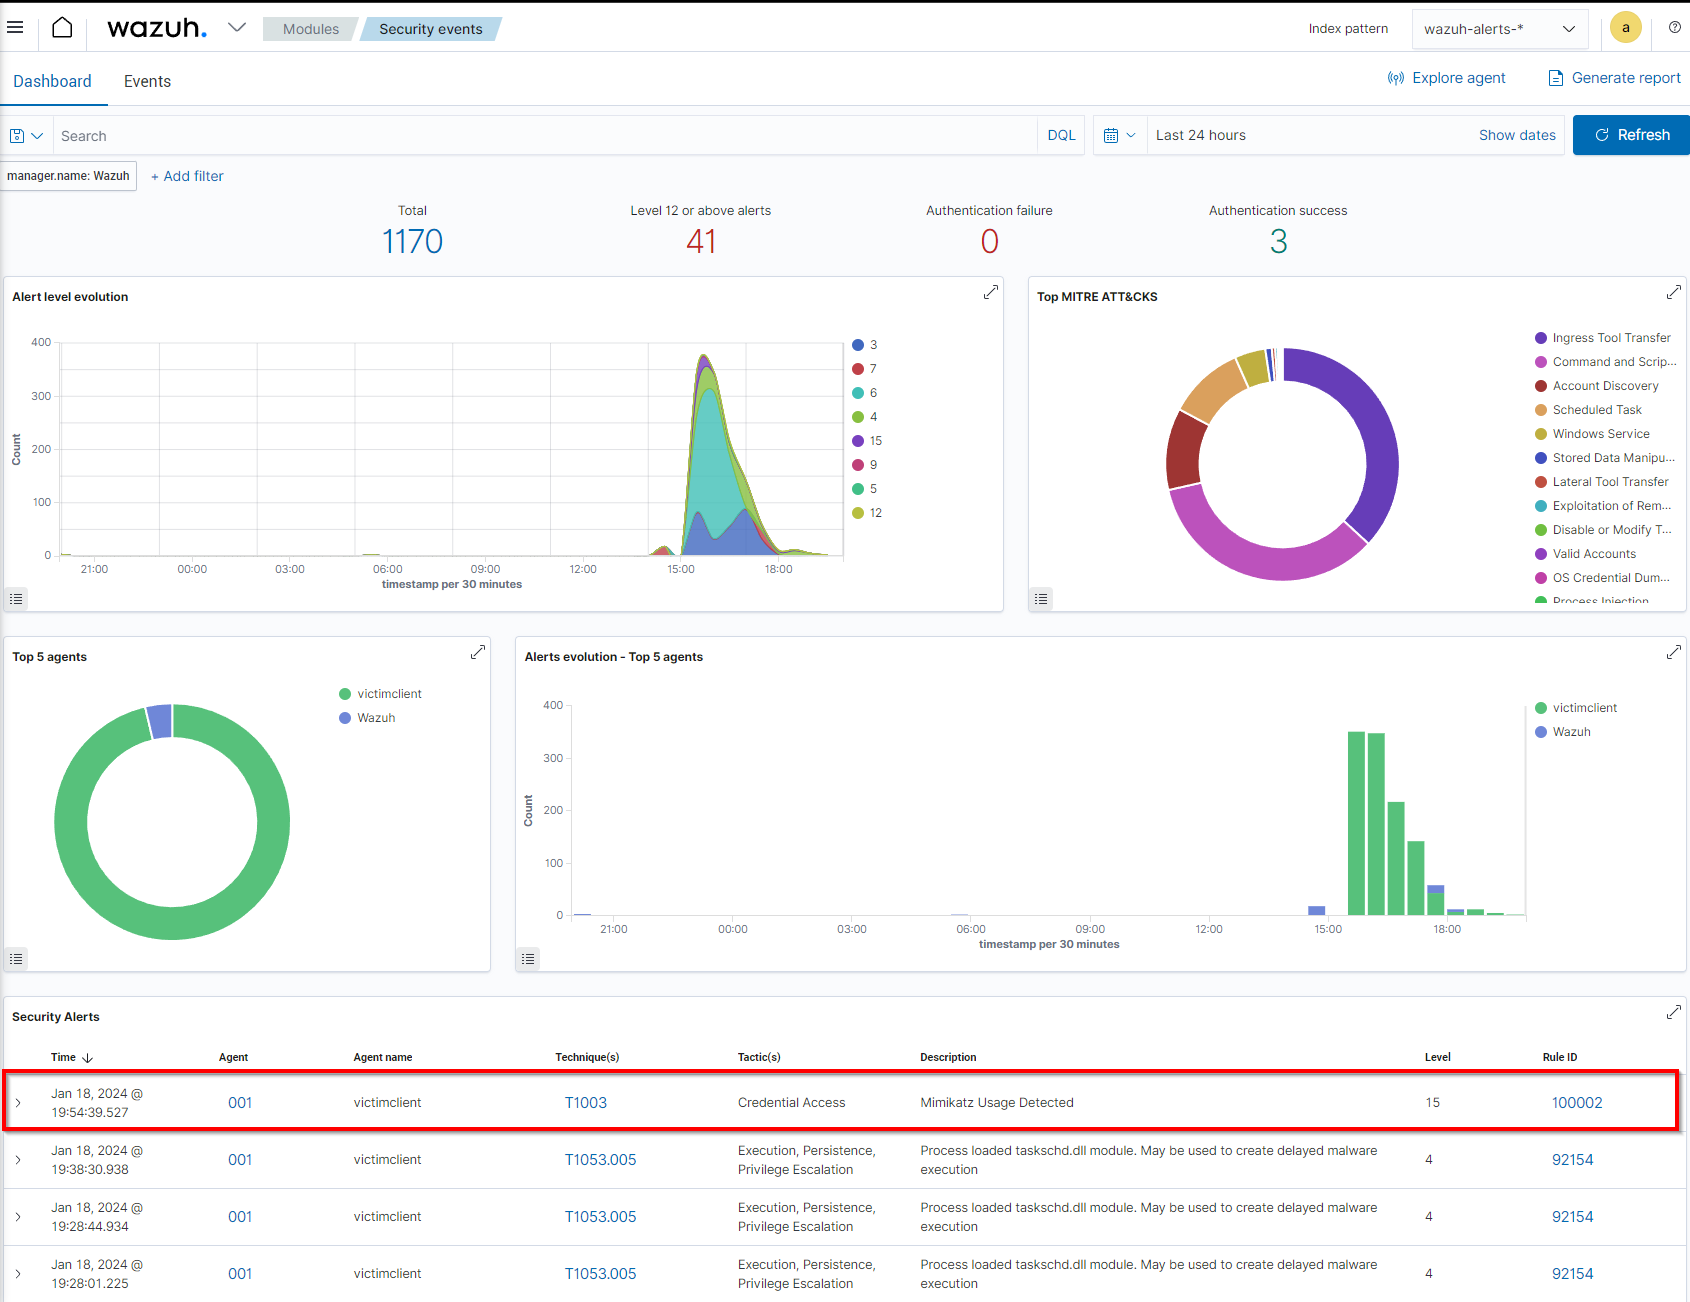 wazuh.
Modules
Security events
Index pattern
wazuh-alerts-*
a
Dashboard
Events
Explore agent
Generate report
Search
DQL
Last 24 hours
Show dates
Refresh
manager.name: Wazuh
+ Add filter
Total
1170
Level 12 or above alerts
41
Authentication failure
0
Authentication success
3
Alert level evolution
400
300
200
100
0
Count
21:00
00:00
03:00
06:00
09:00
12:00
15:00
18:00
timestamp per 30 minutes
3
7
6
4
15
9
5
12
Top MITRE ATT&CKS
Ingress Tool Transfer
Command and Scrip...
Account Discovery
Scheduled Task
Windows Service
Stored Data Manipu...
Lateral Tool Transfer
Exploitation of Rem...
Disable or Modify T...
Valid Accounts
OS Credential Dum...
Process Injection
Top 5 agents
victimclient
Wazuh
Alerts evolution - Top 5 agents
400
300
200
100
0
Count
21:00
00:00
03:00
06:00
09:00
12:00
15:00
18:00
timestamp per 30 minutes
victimclient
Wazuh
Security Alerts
Time Agent Agent name Technique(s) Tactic(s) Description Level Rule ID
Jan 18, 2024 @
19:54:39.527
001 victimclient T1003 Credential Access Mimikatz Usage Detected 15 100002
Jan 18, 2024 @
19:38:30.938
001 victimclient T1053.005
Execution, Persistence,
Privilege Escalation
Process loaded taskschd.dll module. May be used to create delayed malware
execution
4 92154
Jan 18, 2024 @
19:28:44.934
001 victimclient T1053.005
Execution, Persistence,
Privilege Escalation
Process loaded taskschd.dll module. May be used to create delayed malware
execution
4 92154
Jan 18, 2024 @
19:28:01.225
001 victimclient T1053.005
Execution, Persistence,
Privilege Escalation
Process loaded taskschd.dll module. May be used to create delayed malware
execution
4 92154